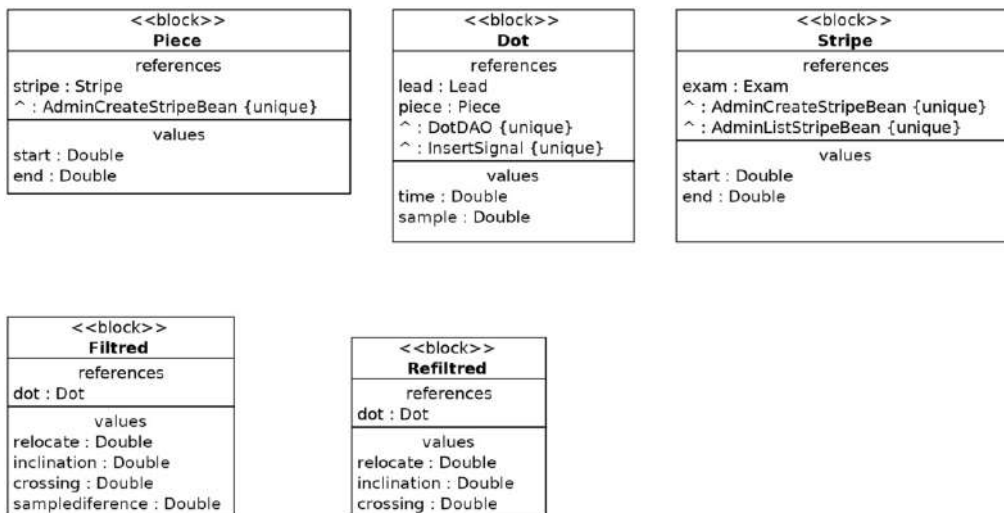 <<block>>
Piece
references
stripe : Stripe
^ : AdminCreateStripeBean {unique}
values
start : Double
end : Double
<<block>>
Dot
references
lead : Lead
piece : Piece
^ : DotDAO {unique}
^ : InsertSignal {unique}
values
time : Double
sample : Double
<<block>>
Stripe
references
exam : Exam
^ : AdminCreateStripeBean {unique}
^ : AdminListStripeBean {unique}
values
start : Double
end : Double
<<block>>
Filtred
references
dot : Dot
values
relocate : Double
inclination : Double
crossing : Double
samplediference : Double
<<block>>
Refiltred
references
dot : Dot
values
relocate : Double
inclination : Double
crossing : Double